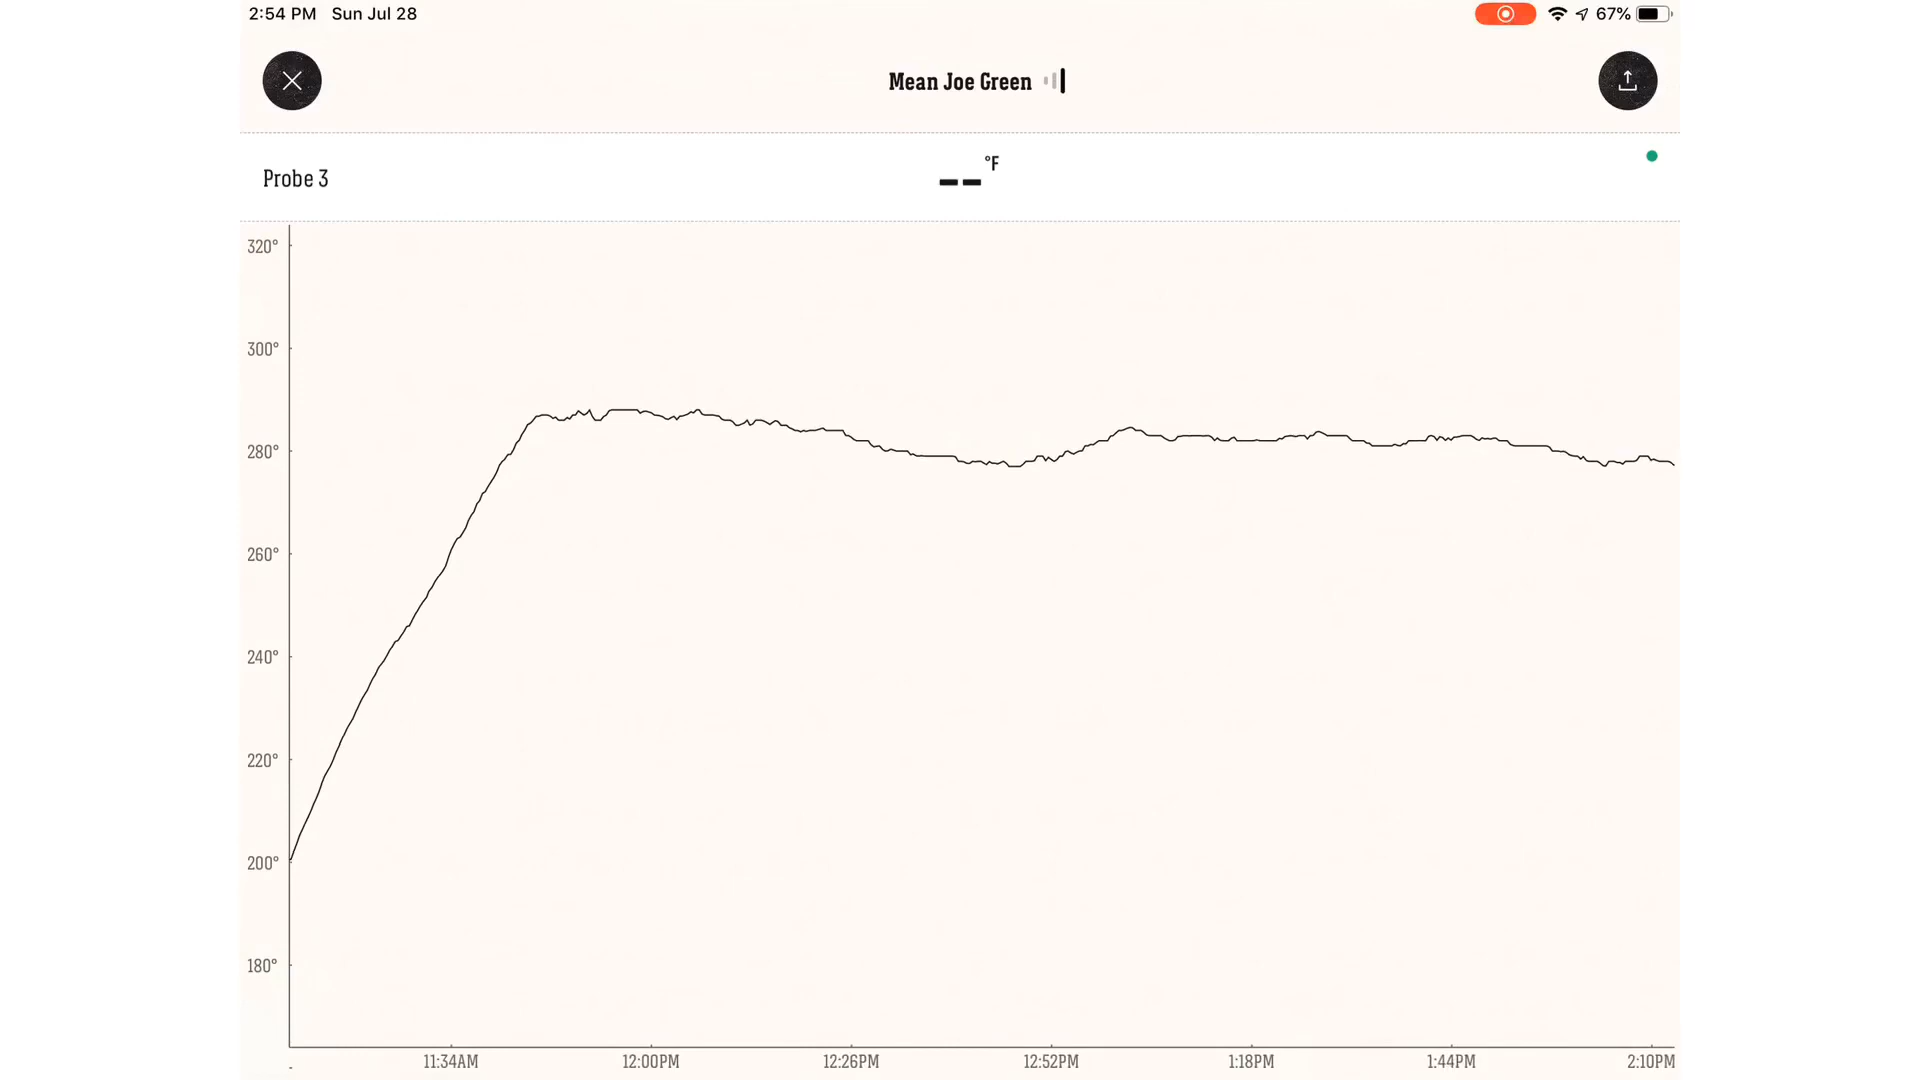 2:54 PM Sun Jul 28
67%
Mean Joe Green
Probe 3
-- °F
320°
300°
280°
260°
240°
220°
200°
180°
11:34AM 12:00PM 12:26PM 12:52PM 1:18PM 1:44PM 2:10PM